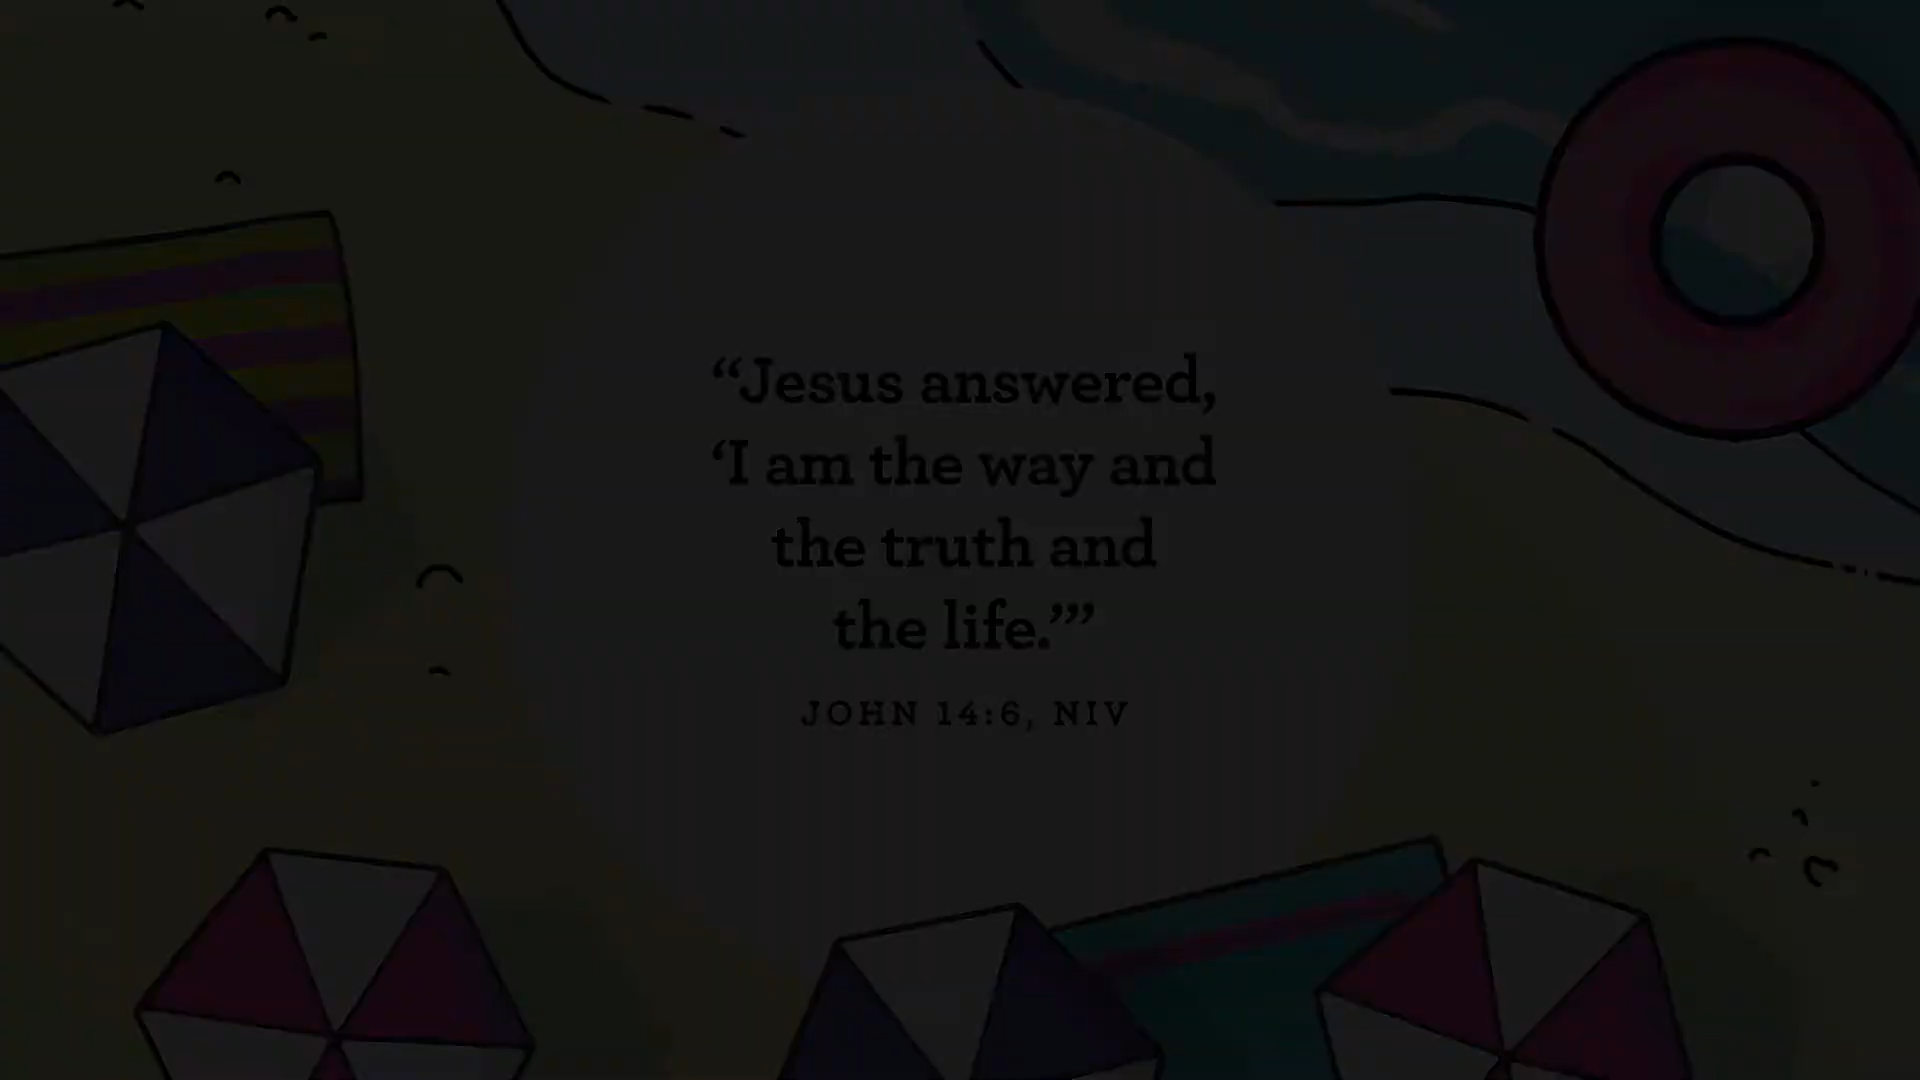 “Jesus answered,
‘I am the way and
the truth and
the life.’”
JOHN 14:6, NIV